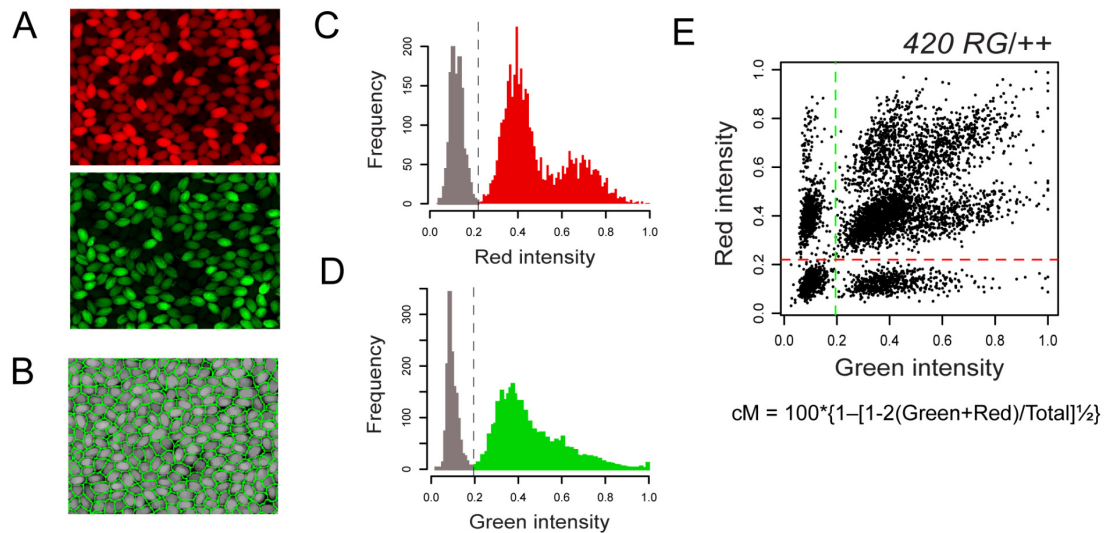 A
B
C
Frequency
0
50
100
150
200
0.0
0.2
0.4
0.6
0.8
1.0
Red intensity
D
Frequency
0
100
200
300
0.0
0.2
0.4
0.6
0.8
1.0
Green intensity
E
420 RG/++
Red intensity
0.0
0.2
0.4
0.6
0.8
1.0
0.0
0.2
0.4
0.6
0.8
1.0
Green intensity
cM = 100*{1–[1-2(Green+Red)/Total]½}